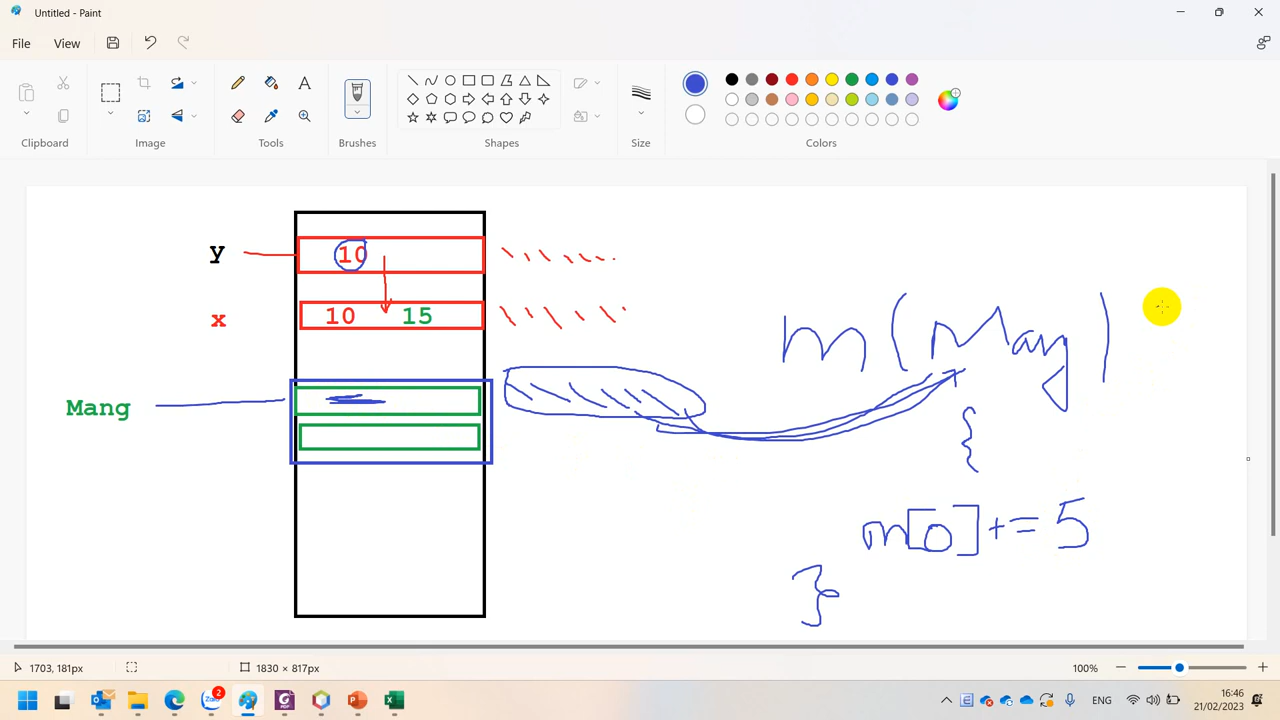 Untitled - Paint
File View
Clipboard Image Tools Brushes Shapes Size Colors
y 10
x 10 15
Mang
m(Mang)
{
m[0] += 5
}
1703, 181px 1830 × 817px 100%
2
ENG 16:46
21/02/2023